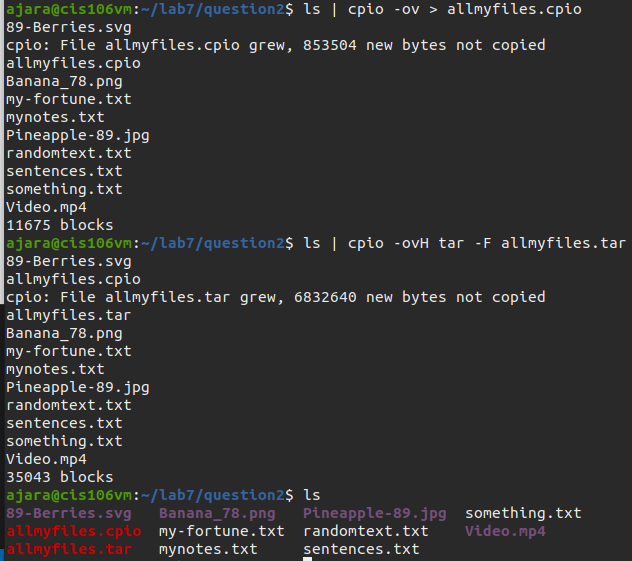 ajara@cis106vm:~/lab7/question2$ ls | cpio -ov > allmyfiles.cpio
89-Berries.svg
cpio: File allmyfiles.cpio grew, 853504 new bytes not copied
allmyfiles.cpio
Banana_78.png
my-fortune.txt
mynotes.txt
Pineapple-89.jpg
randomtext.txt
sentences.txt
something.txt
Video.mp4
11675 blocks
ajara@cis106vm:~/lab7/question2$ ls | cpio -ovH tar -F allmyfiles.tar
89-Berries.svg
allmyfiles.cpio
cpio: File allmyfiles.tar grew, 6832640 new bytes not copied
allmyfiles.tar
Banana_78.png
my-fortune.txt
mynotes.txt
Pineapple-89.jpg
randomtext.txt
sentences.txt
something.txt
Video.mp4
35043 blocks
ajara@cis106vm:~/lab7/question2$ ls
89-Berries.svg   Banana_78.png   Pineapple-89.jpg  something.txt
allmyfiles.cpio  my-fortune.txt  randomtext.txt    Video.mp4
allmyfiles.tar   mynotes.txt     sentences.txt